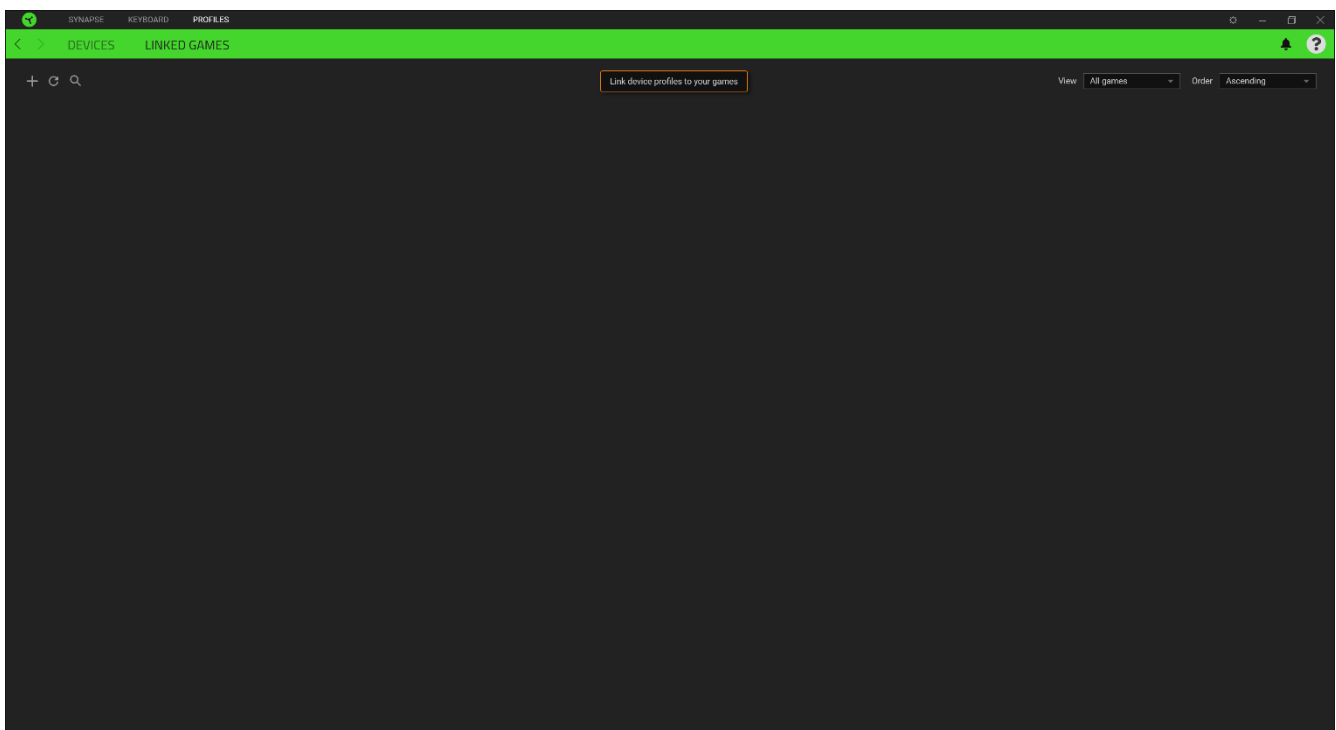 SYNAPSE KEYBOARD PROFILES
DEVICES LINKED GAMES ?
Link device profiles to your games View All games Order Ascending